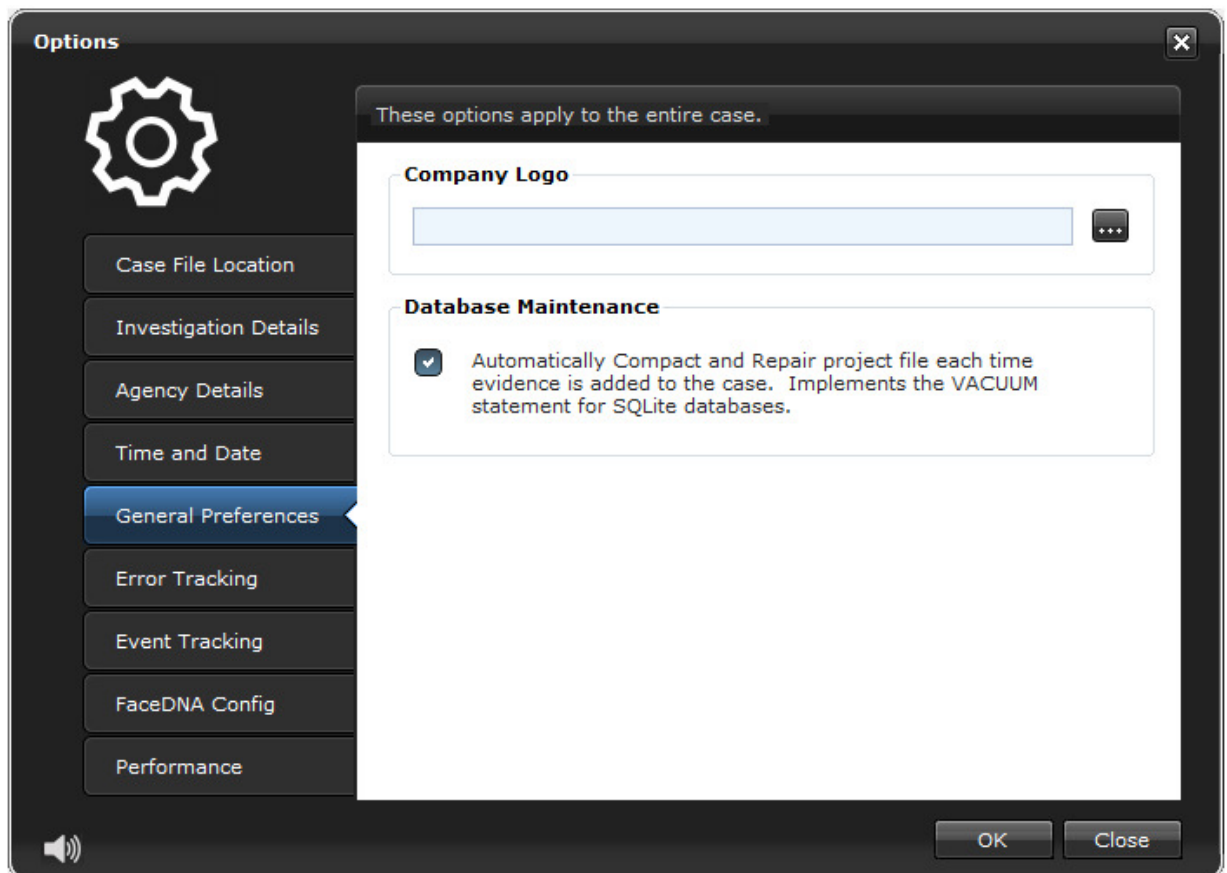 Options
These options apply to the entire case.
Company Logo
...
Case File Location
Investigation Details
Agency Details
Time and Date
General Preferences
Error Tracking
Event Tracking
FaceDNA Config
Performance
Database Maintenance
Automatically Compact and Repair project file each time
evidence is added to the case.  Implements the VACUUM
statement for SQLite databases.
OK
Close